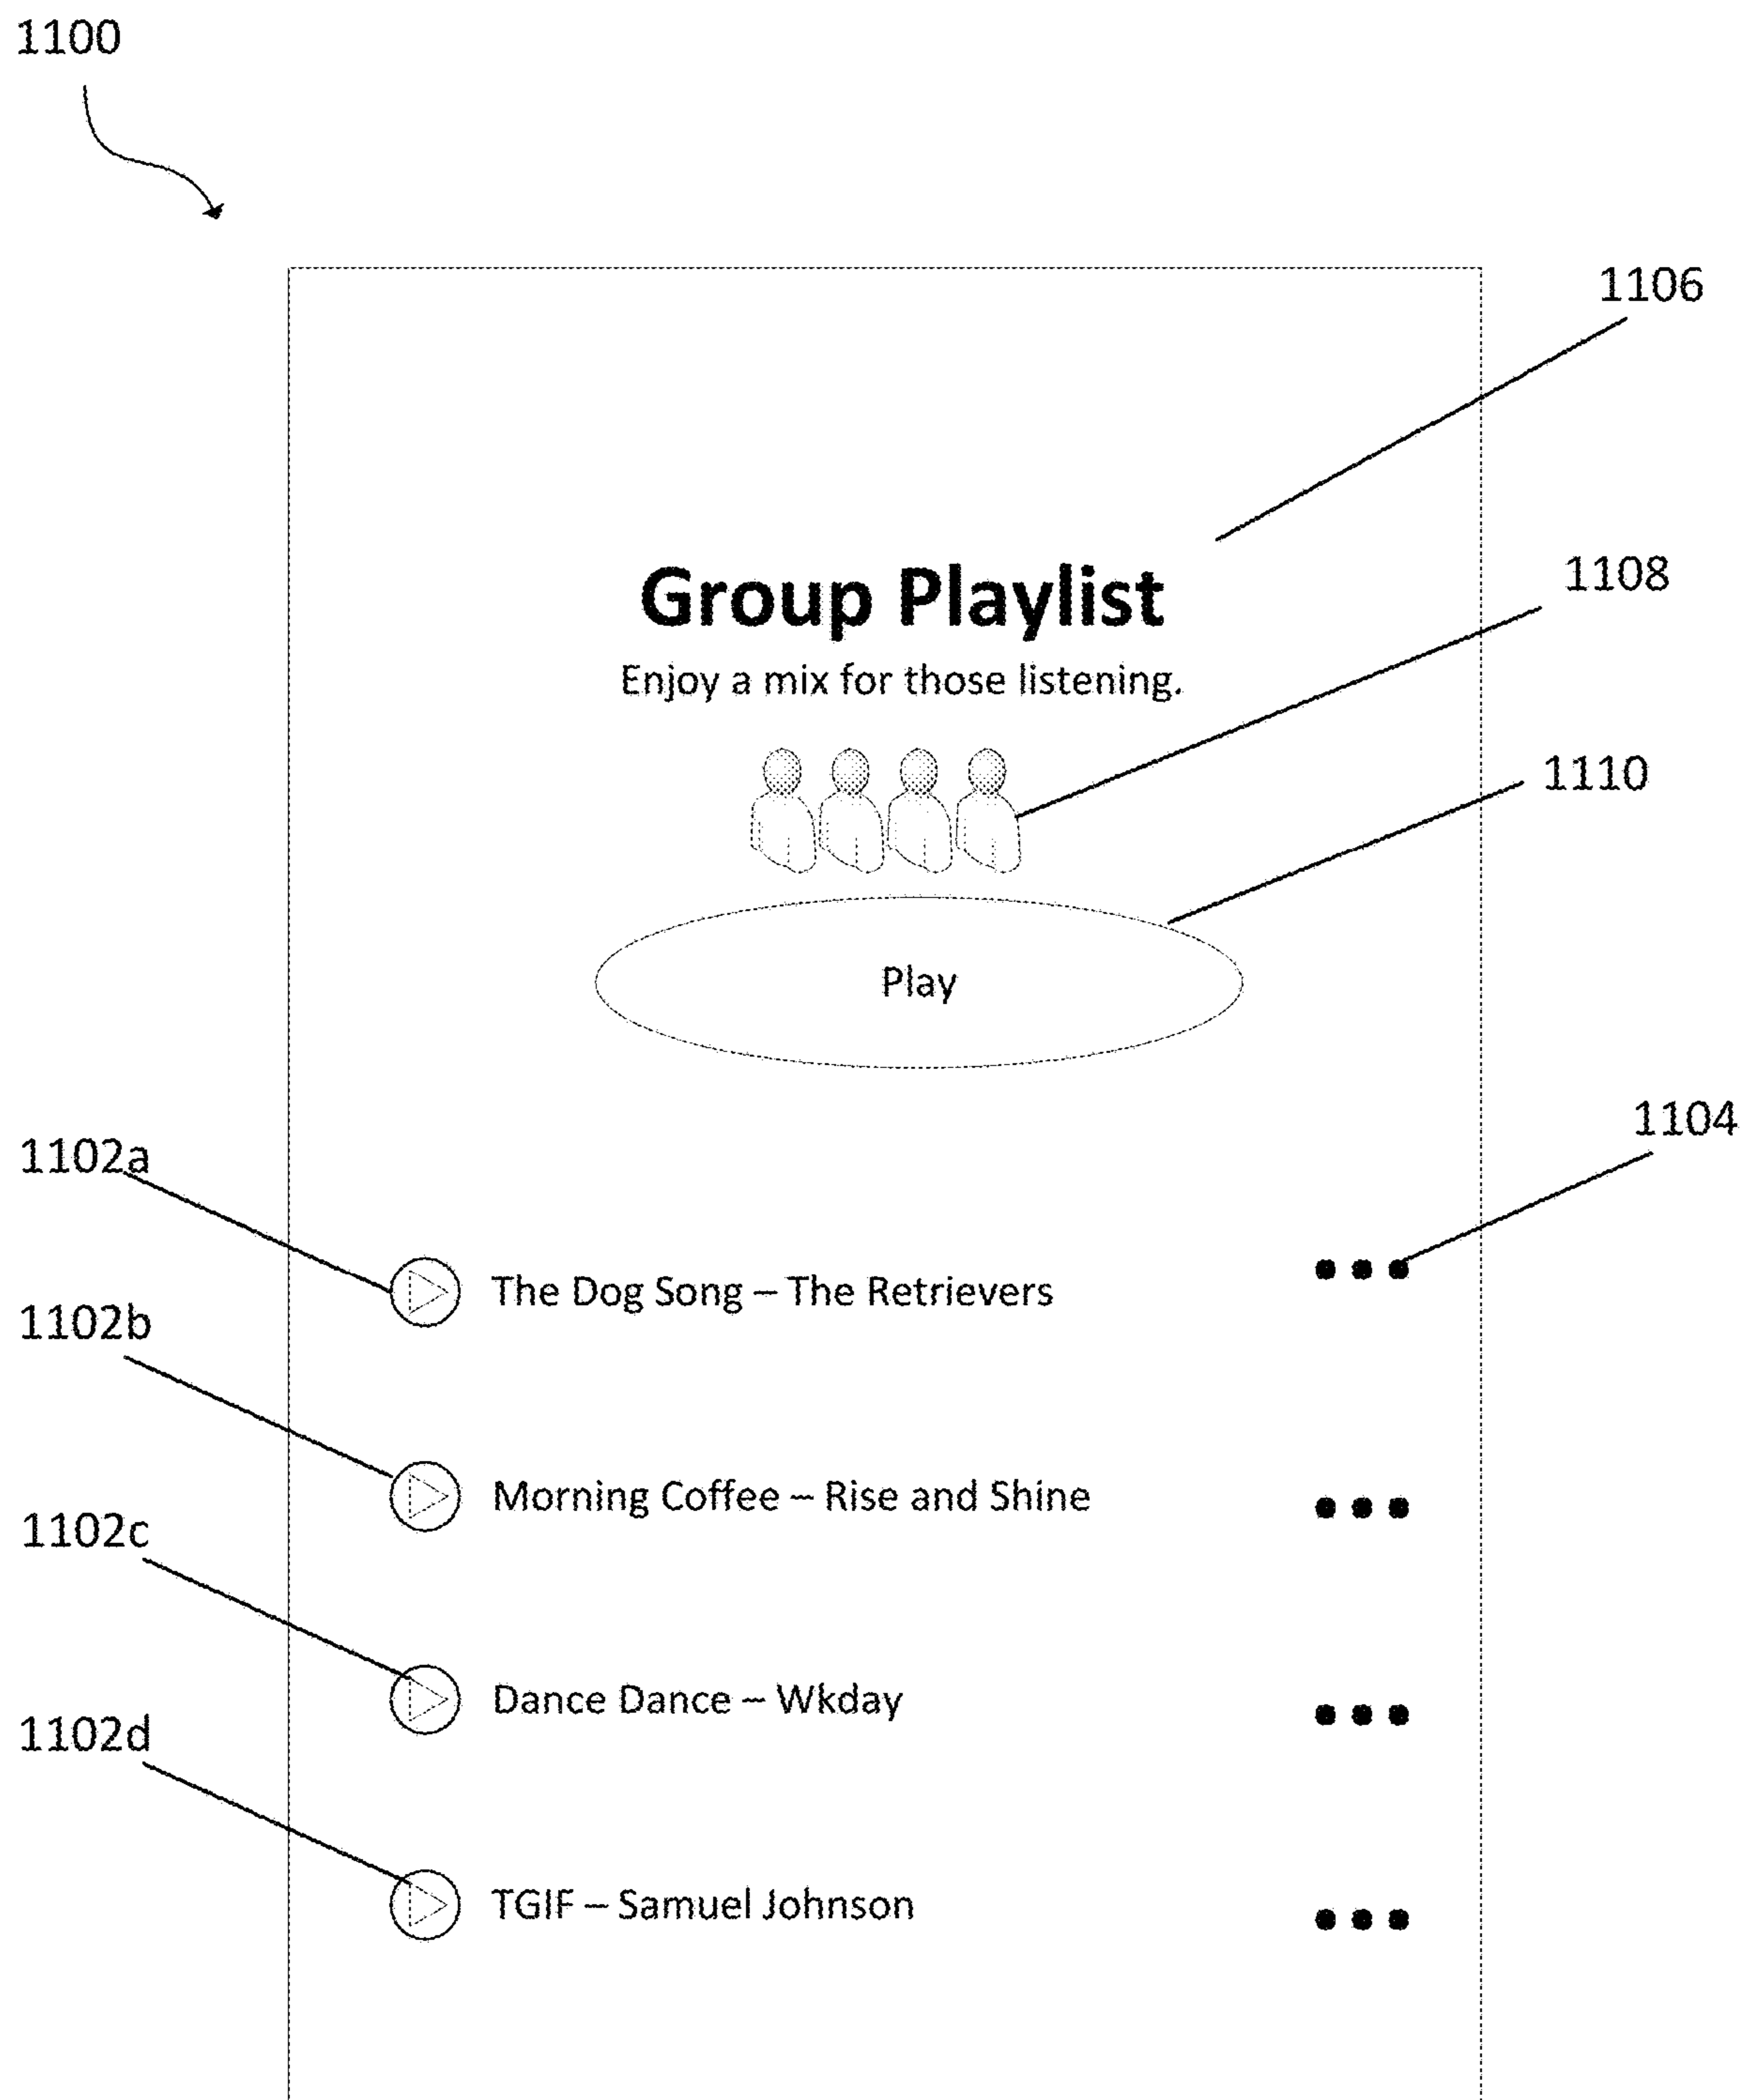 1100
1106
Group Playlist
1108
Enjoy a mix for those listening.
1110
Play
1104
1102a
The Dog Song – The Retrievers
1102b
Morning Coffee – Rise and Shine
1102c
Dance Dance – Wkday
1102d
TGIF – Samuel Johnson